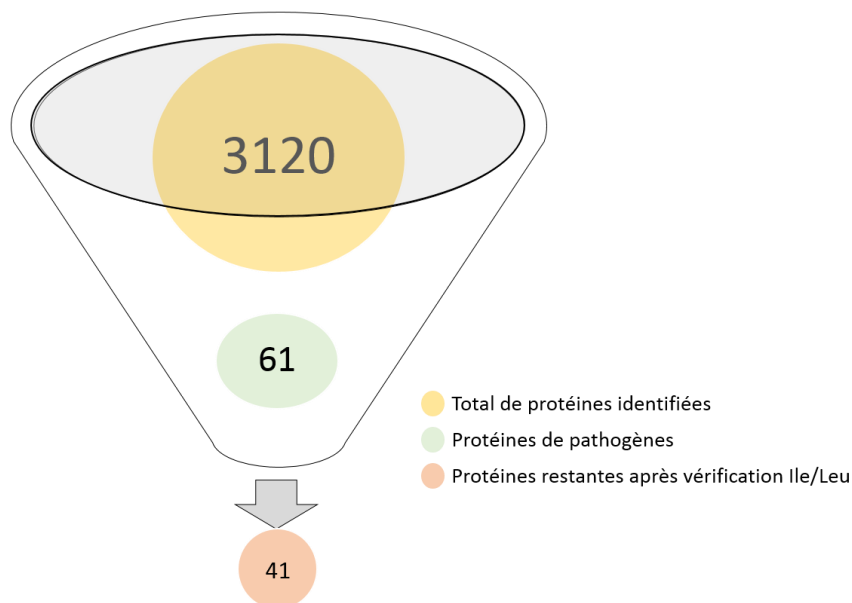 3120
61
Total de protéines identifiées
Protéines de pathogènes
Protéines restantes après vérification Ile/Leu
41